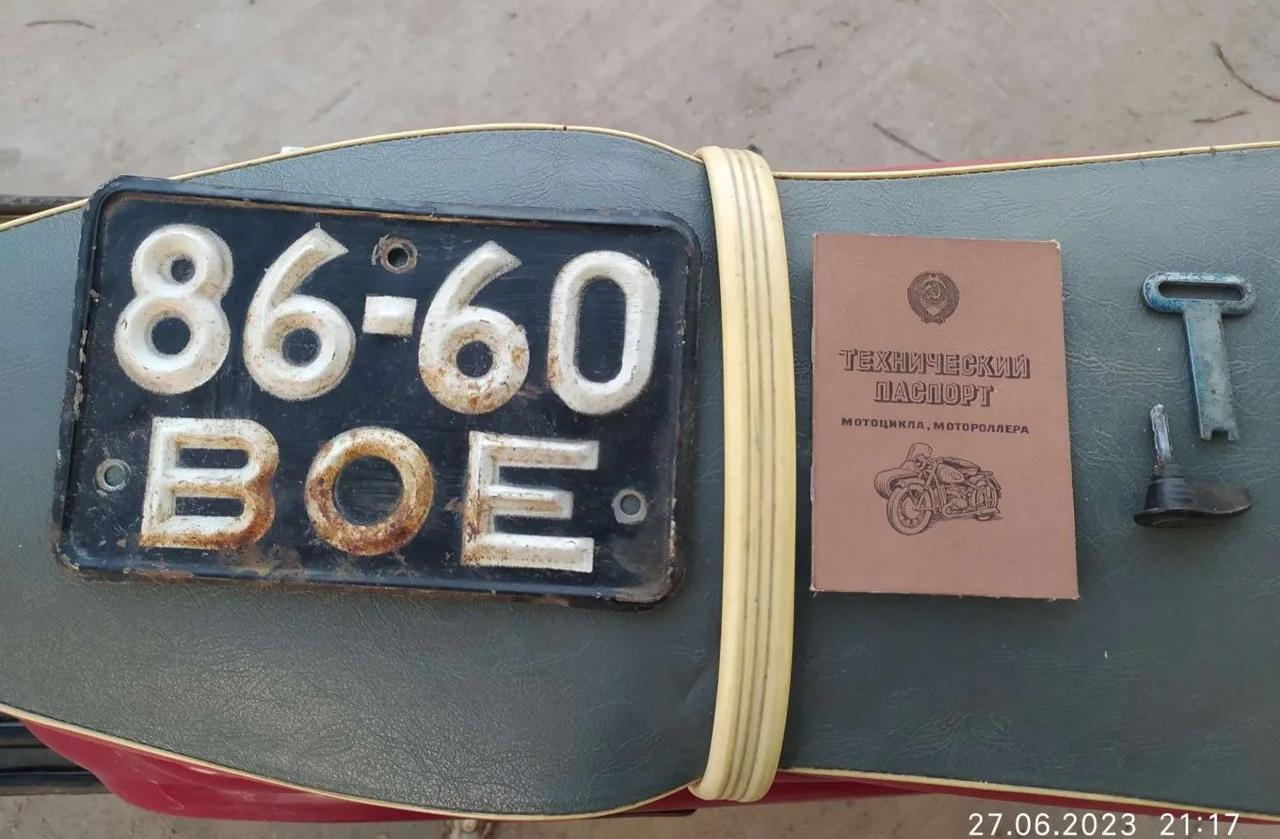 86-60
ВОЕ
ТЕХНИЧЕСКИЙ
ПАСПОРТ
МОТОЦИКЛА, МОТОРОЛЛЕРА
27.06.2023 21:17